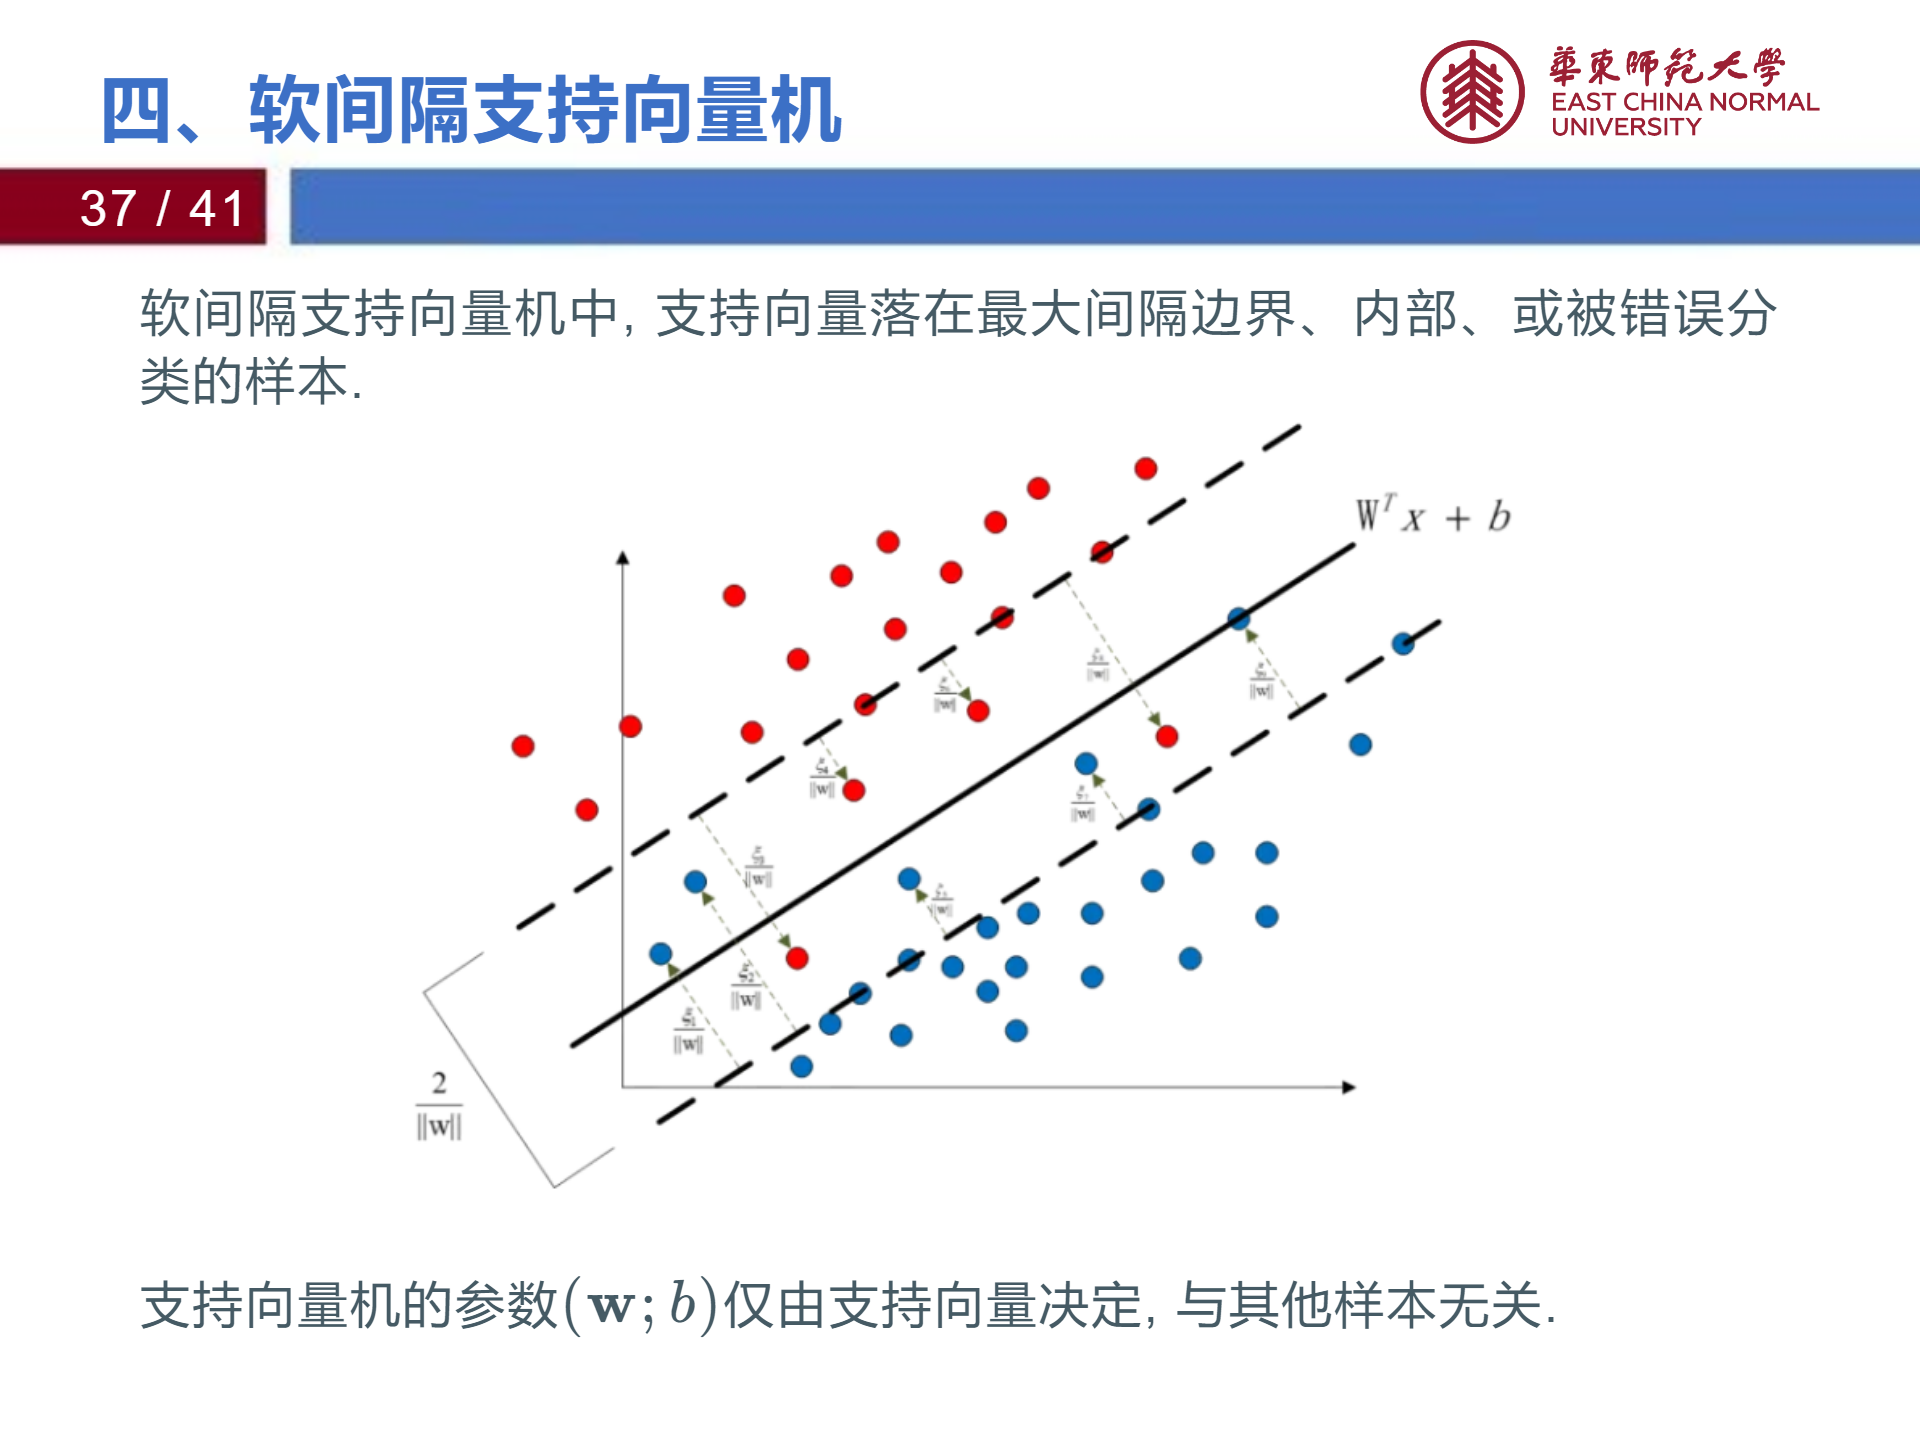 四、软间隔支持向量机
華東師範大學
EAST CHINA NORMAL
UNIVERSITY
37 / 41
软间隔支持向量机中, 支持向量落在最大间隔边界、内部、或被错误分
类的样本.
W^T x + b
2
||w||
ξ₂
||w||
ξ₁
||w||
支持向量机的参数(w; b)仅由支持向量决定, 与其他样本无关.